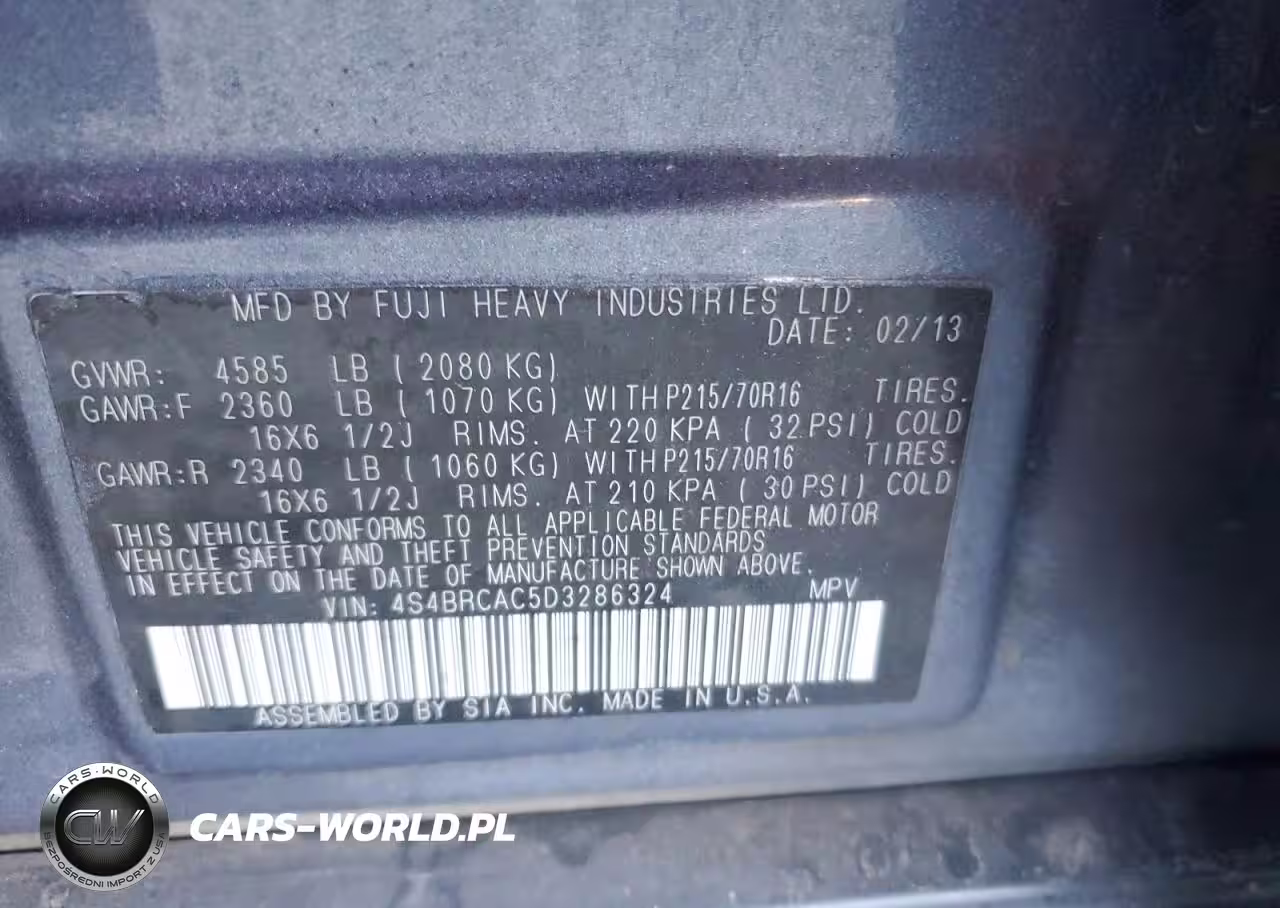 MFD BY FUJI HEAVY INDUSTRIES LTD.
DATE: 02/13
GVWR: 4585 LB ( 2080 KG)
GAWR:F 2360 LB ( 1070 KG) WITH P215/70R16 TIRES.
16X6 1/2J RIMS. AT 220 KPA ( 32 PSI) COLD
GAWR:R 2340 LB ( 1060 KG) WITH P215/70R16 TIRES.
16X6 1/2J RIMS. AT 210 KPA ( 30 PSI) COLD
THIS VEHICLE CONFORMS TO ALL APPLICABLE FEDERAL MOTOR
VEHICLE SAFETY AND THEFT PREVENTION STANDARDS
IN EFFECT ON THE DATE OF MANUFACTURE SHOWN ABOVE.
VIN: 4S4BRCAC5D3286324 MPV
ASSEMBLED BY SIA INC. MADE IN U.S.A.
CARS-WORLD
CW
BEZPOŚREDNI IMPORT Z USA
CARS-WORLD.PL